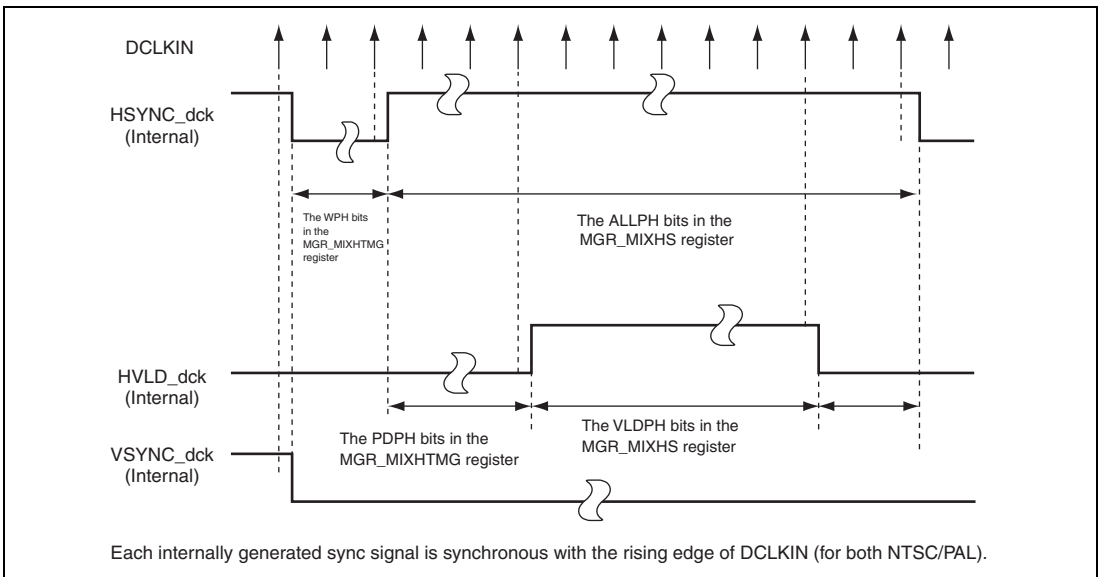 DCLKIN
HSYNC_dck
(Internal)
The WPH bits
in the
MGR_MIXHTMG
register
The ALLPH bits in the
MGR_MIXHS register
HVLD_dck
(Internal)
The PDPH bits in the
MGR_MIXHTMG register
The VLDPH bits in the
MGR_MIXHS register
VSYNC_dck
(Internal)
Each internally generated sync signal is synchronous with the rising edge of DCLKIN (for both NTSC/PAL).